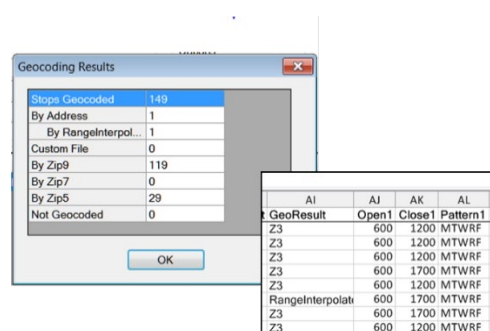 Geocoding Results
Stops Geocoded 149
By Address 1
By RangeInterpol... 1
Custom File 0
By Zip9 119
By Zip7 0
By Zip5 29
Not Geocoded 0
OK
AI AJ AK AL
t GeoResult Open1 Close1 Pattern1
Z3 600 1200 MTWRF
Z3 600 1200 MTWRF
Z3 600 1200 MTWRF
Z3 600 1700 MTWRF
Z3 600 1200 MTWRF
RangeInterpolate 600 1700 MTWRF
Z3 600 1700 MTWRF
Z3 600 1200 MTWRF